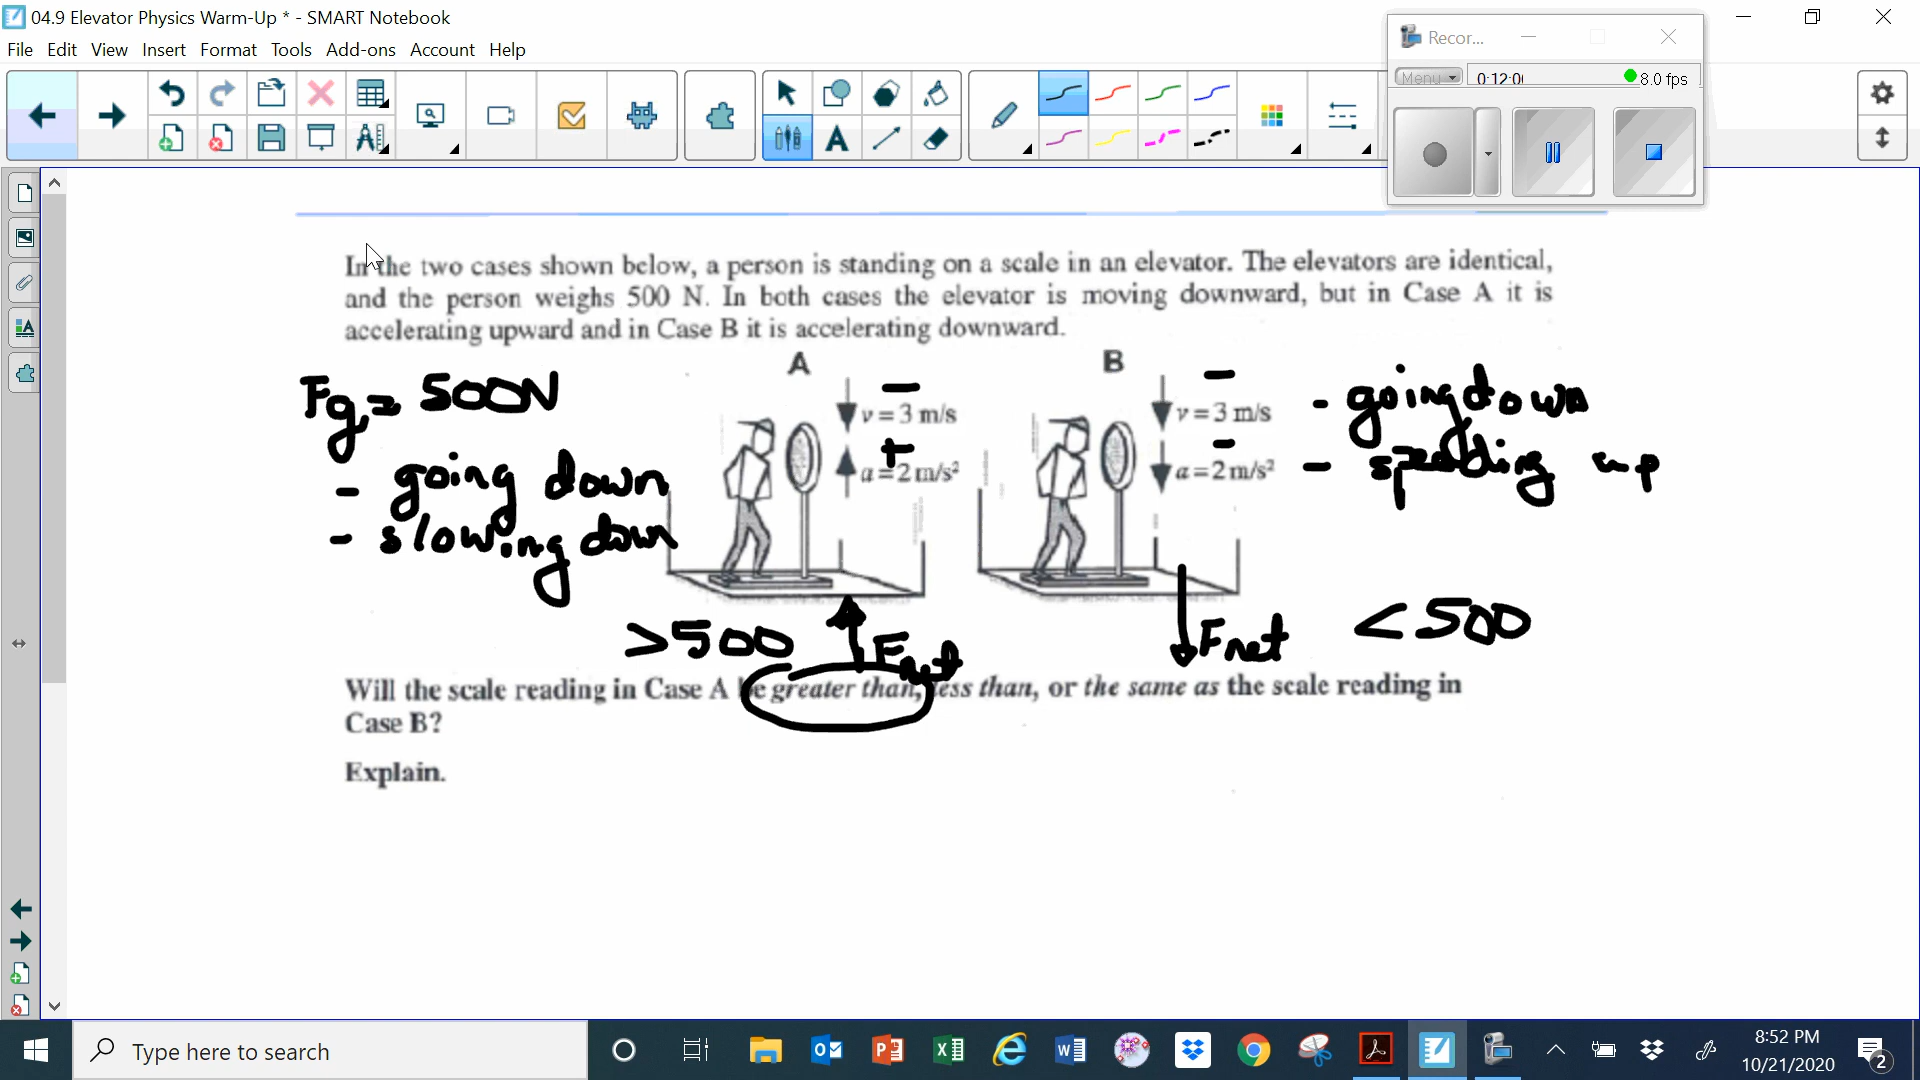 04.9 Elevator Physics Warm-Up * - SMART Notebook
File Edit View Insert Format Tools Add-ons Account Help
Recor...
Menu 0:12:0 8.0 fps
In the two cases shown below, a person is standing on a scale in an elevator. The elevators are identical,
and the person weighs 500 N. In both cases the elevator is moving downward, but in Case A it is
accelerating upward and in Case B it is accelerating downward.
A B
Fg = 500N
- going down
- slowing down
−
v = 3 m/s
+
a = 2 m/s²
−
v = 3 m/s
−
a = 2 m/s²
- going down
- speeding up
>500 Fnet
Fnet <500
Will the scale reading in Case A be greater than, less than, or the same as the scale reading in
Case B?
Explain.
Type here to search
8:52 PM
10/21/2020
2